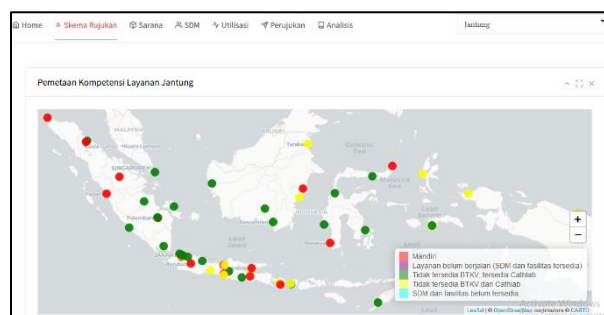 Home Skema Rujukan Sarana SDM Utilisasi Perujukan Analisis Jantung
Pemetaan Kompetensi Layanan Jantung
MALAYSIA
SINGAPORE
Palembang
INDONESIA
Laut
Jawa
+
−
Mandiri
Layanan belum berjalan (SDM dan fasilitas tersedia)
Tidak tersedia BTKV, tersedia Cathlab
Tidak tersedia BTKV dan Cathlab
SDM dan fasilitas belum tersedia
Activate Windows
Leaflet | © OpenStreetMap contributors © CARTO